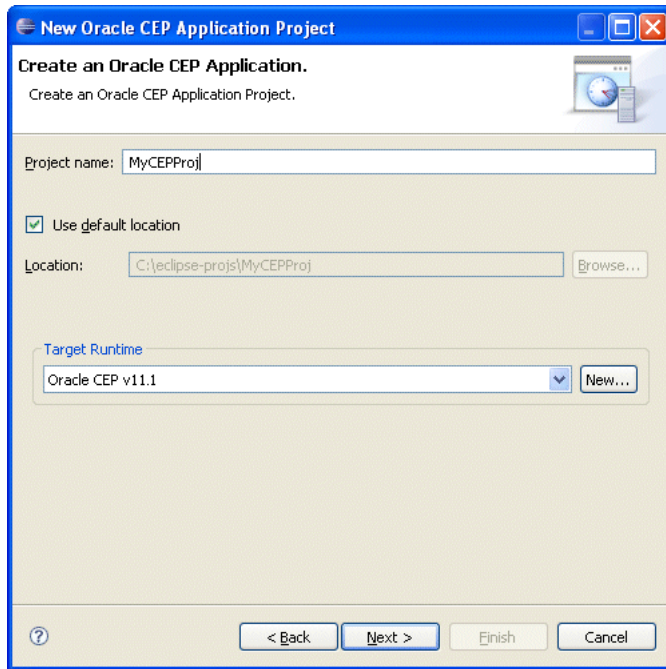 New Oracle CEP Application Project
Create an Oracle CEP Application.
Create an Oracle CEP Application Project.
Project name: MyCEPProj
Use default location
Location: C:\eclipse-projs\MyCEPProj Browse...
Target Runtime
Oracle CEP v11.1 New...
? < Back Next > Finish Cancel